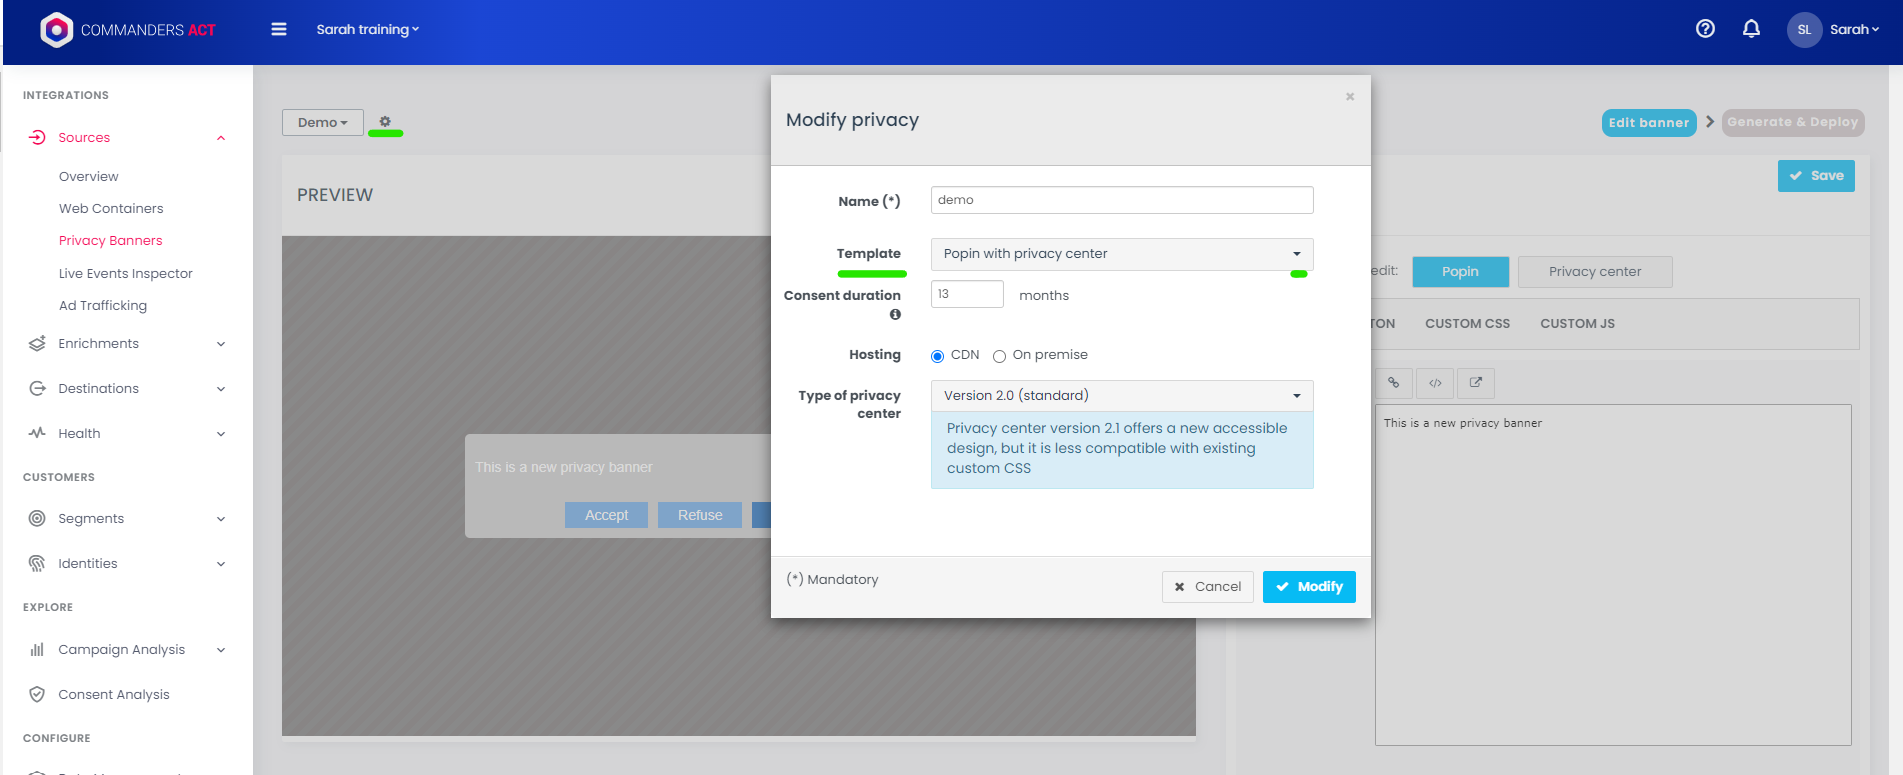 COMMANDERS ACT
Sarah training
SL
Sarah
INTEGRATIONS
Sources
Overview
Web Containers
Privacy Banners
Live Events Inspector
Ad Trafficking
Enrichments
Destinations
Health
CUSTOMERS
Segments
Identities
EXPLORE
Campaign Analysis
Consent Analysis
CONFIGURE
Demo
PREVIEW
This is a new privacy banner
Accept
Refuse
Modify privacy
×
Name (*)
demo
Template
Popin with privacy center
Consent duration
13
months
Hosting
CDN
On premise
Type of privacy
center
Version 2.0 (standard)
Privacy center version 2.1 offers a new accessible
design, but it is less compatible with existing
custom CSS
(*) Mandatory
Cancel
Modify
Edit banner
Generate & Deploy
Save
edit:
Popin
Privacy center
TON
CUSTOM CSS
CUSTOM JS
This is a new privacy banner